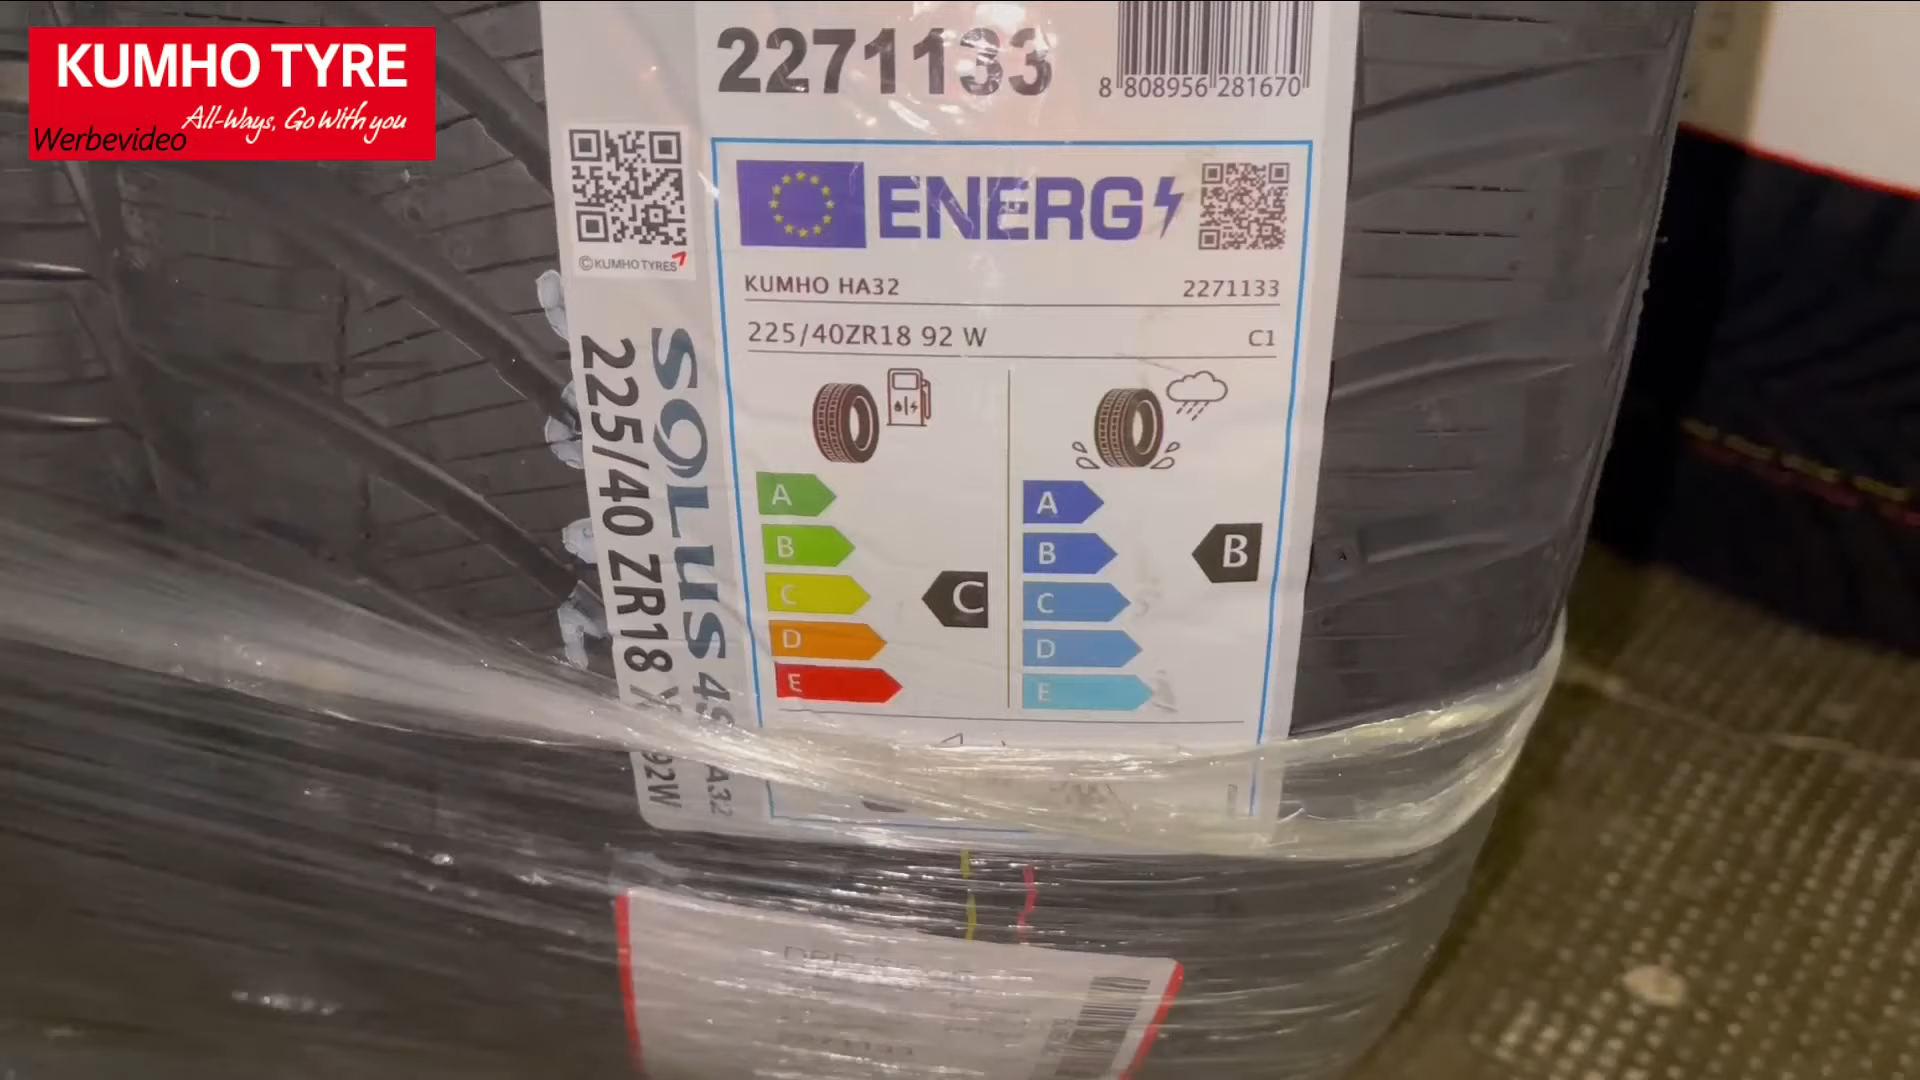 KUMHO TYRE
All-Ways, Go With you
Werbevideo
2271133
8 808956 281670
ENERG
©KUMHO TYRES
KUMHO HA32 2271133
225/40ZR18 92 W C1
SOLUS 4S HA32
225/40 ZR18 92W
A A
B B B
C C C
D D
E E